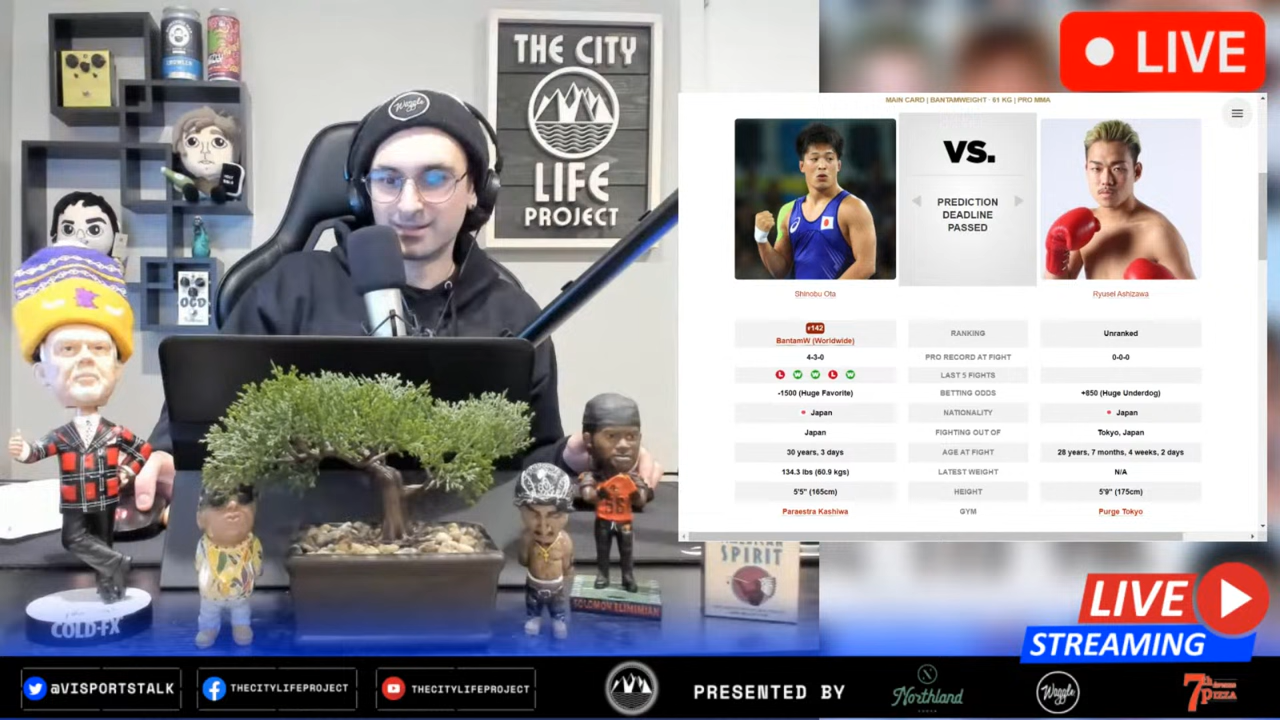 THE CITY
LIFE
PROJECT
Waggle
OCD
COLD-FX
SOLOMON ELIMIMIAN
SPIRIT
LIVE
MAIN CARD | BANTAMWEIGHT · 61 KG | PRO MMA
VS.
PREDICTION
DEADLINE
PASSED
Shinobu Ota
Ryusei Ashizawa
#142
BantamW (Worldwide)
RANKING
Unranked
4-3-0
PRO RECORD AT FIGHT
0-0-0
L W W L W
LAST 5 FIGHTS
-1500 (Huge Favorite)
BETTING ODDS
+850 (Huge Underdog)
Japan
NATIONALITY
Japan
Japan
FIGHTING OUT OF
Tokyo, Japan
30 years, 3 days
AGE AT FIGHT
28 years, 7 months, 4 weeks, 2 days
134.3 lbs (60.9 kgs)
LATEST WEIGHT
N/A
5'5" (165cm)
HEIGHT
5'9" (175cm)
Paraestra Kashiwa
GYM
Purge Tokyo
LIVE
STREAMING
@VISPORTSTALK
THECITYLIFEPROJECT
THECITYLIFEPROJECT
PRESENTED BY
Northland
Waggle
7th
PIZZA